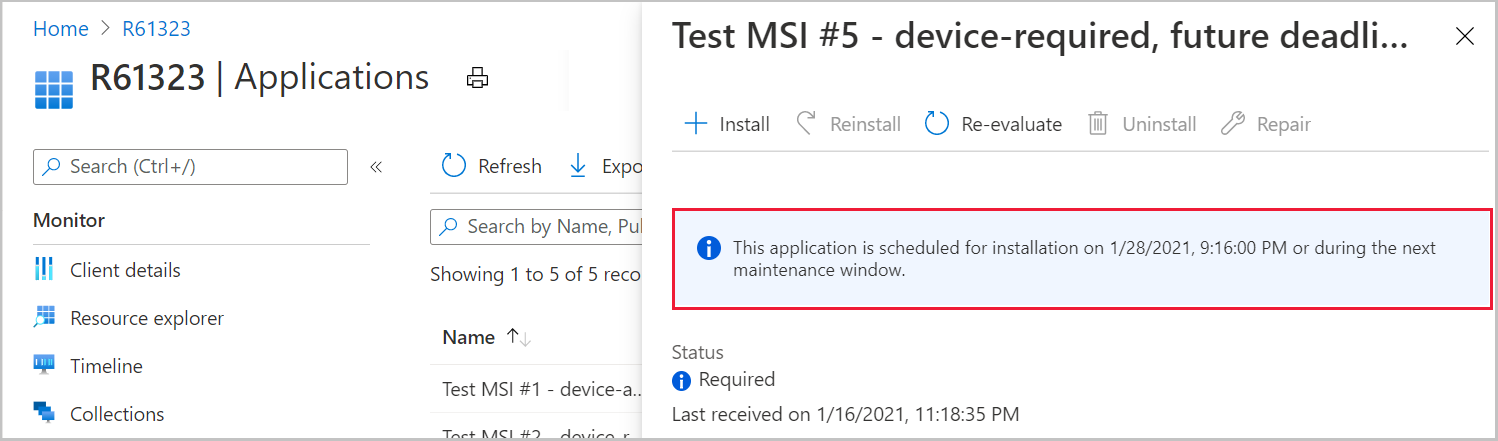 Home > R61323
R61323 | Applications
Search (Ctrl+/)
«
Monitor
Client details
Resource explorer
Timeline
Collections
Refresh
Expo
Search by Name, Pu
Showing 1 to 5 of 5 reco
Name ↑↓
Test MSI #1 - device-a...
Test MSI #2 - device-r
Test MSI #5 - device-required, future deadli...
Install
Reinstall
Re-evaluate
Uninstall
Repair
This application is scheduled for installation on 1/28/2021, 9:16:00 PM or during the next
maintenance window.
Status
Required
Last received on 1/16/2021, 11:18:35 PM